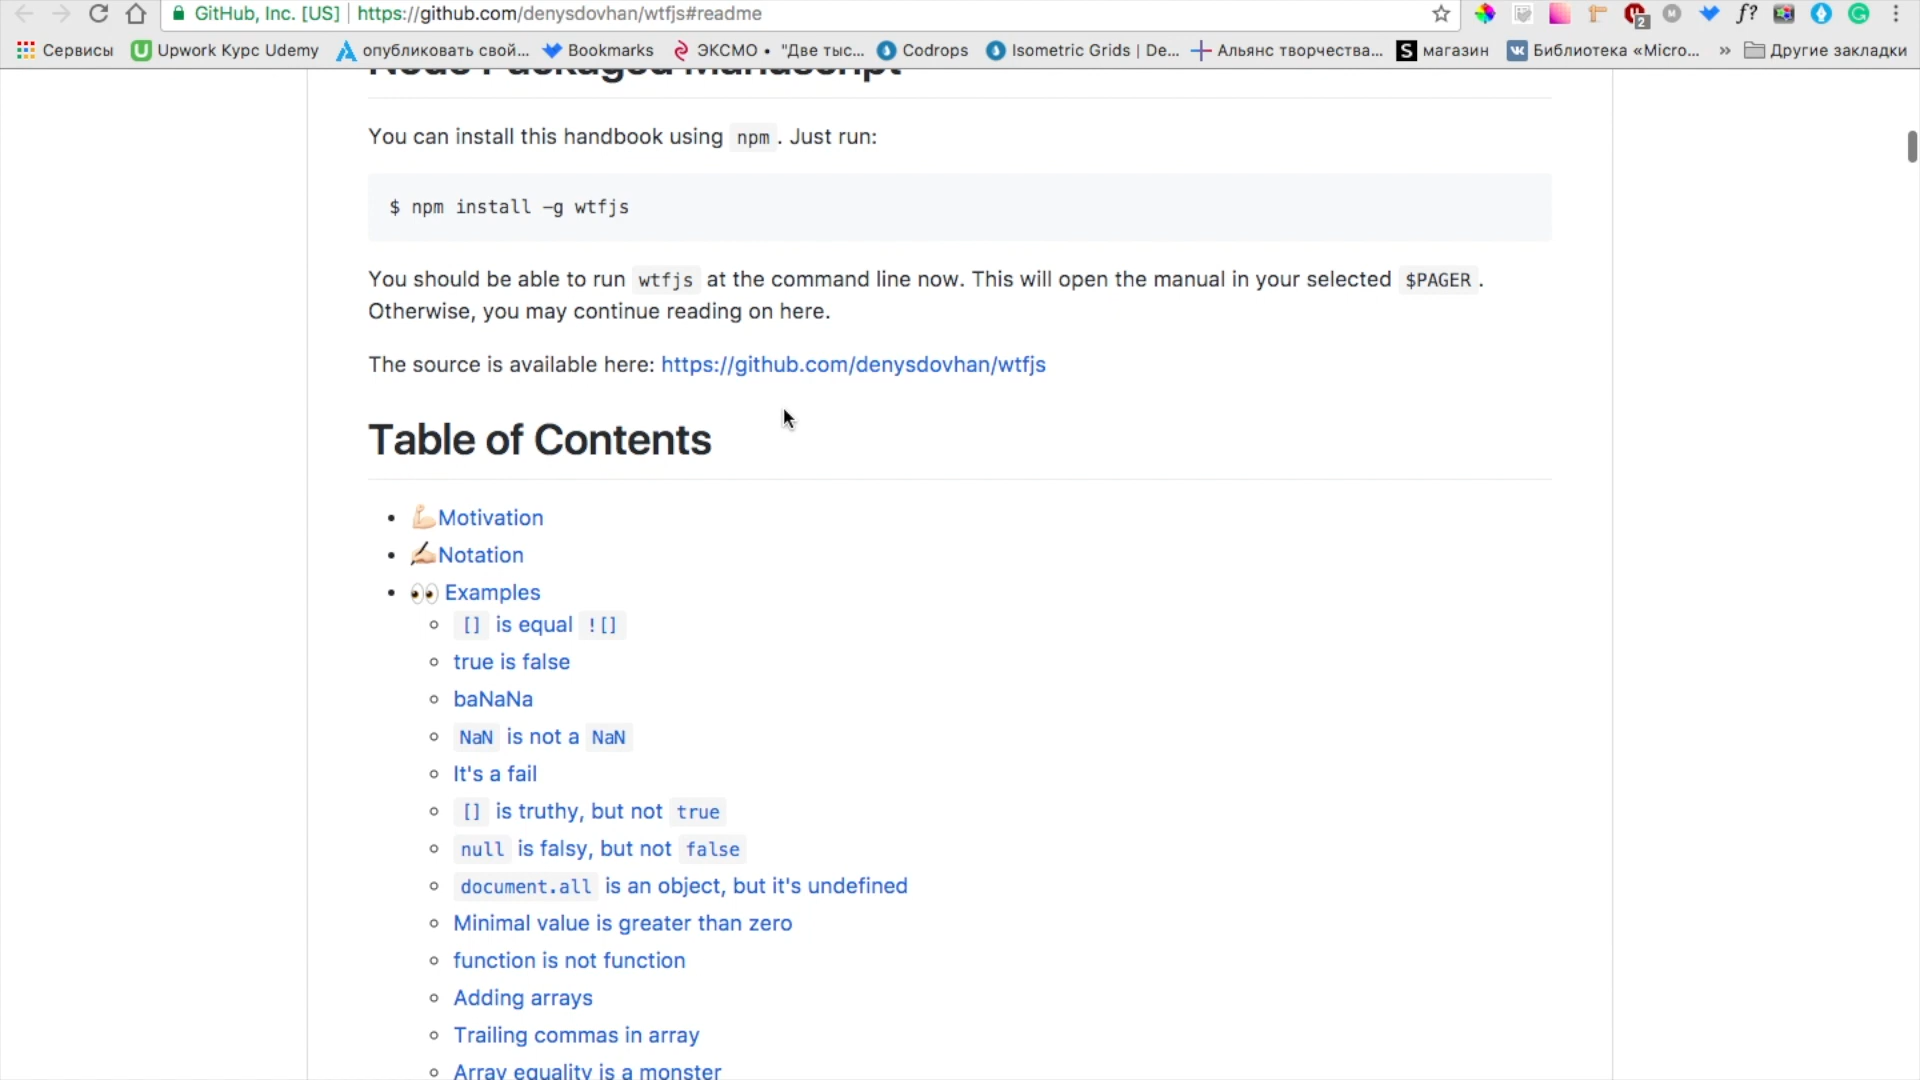 GitHub, Inc. [US] | https://github.com/denysdovhan/wtfjs#readme
Сервисы Upwork Курс Udemy опубликовать свой... Bookmarks ЭКСМО • "Две тыс... Codrops Isometric Grids | De... Альянс творчества... магазин Библиотека «Micro... » Другие закладки
Node Packaged Manuscript
You can install this handbook using npm. Just run:
$ npm install -g wtfjs
You should be able to run wtfjs at the command line now. This will open the manual in your selected $PAGER.
Otherwise, you may continue reading on here.
The source is available here: https://github.com/denysdovhan/wtfjs
Table of Contents
💪🏻Motivation
✍🏻Notation
👀 Examples
[] is equal ![]
true is false
baNaNa
NaN is not a NaN
It's a fail
[] is truthy, but not true
null is falsy, but not false
document.all is an object, but it's undefined
Minimal value is greater than zero
function is not function
Adding arrays
Trailing commas in array
Array equality is a monster